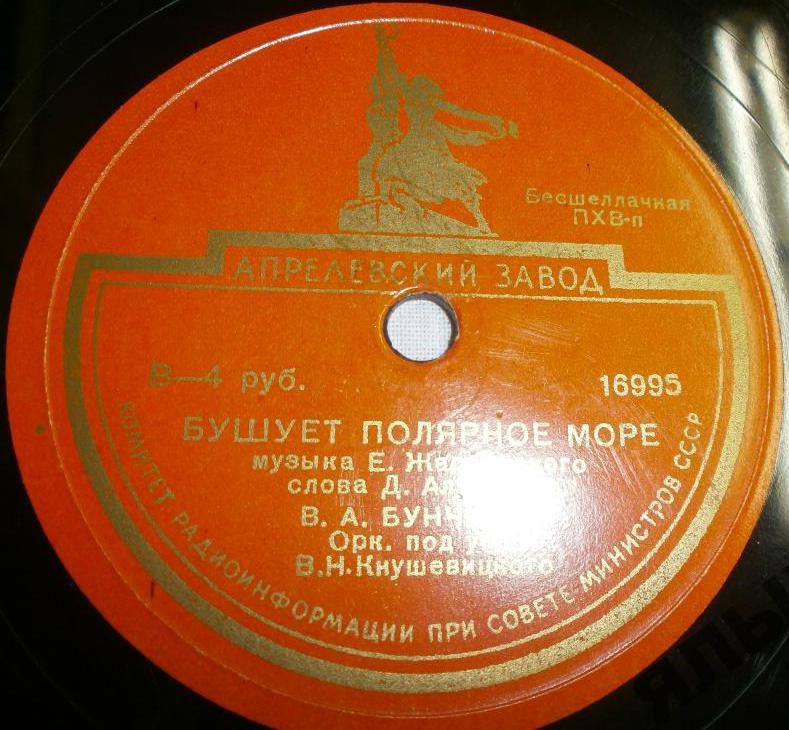 Бесшеллачная
ПХВ-п
АПРЕЛЕВСКИЙ ЗАВОД
В—4 руб.
16995
БУШУЕТ ПОЛЯРНОЕ МОРЕ
музыка Е.
слова Д.
В. А.
Орк. под
В.Н.Кнушевицкого
КОМИТЕТ РАДИОИНФОРМАЦИИ ПРИ СОВЕТЕ МИНИСТРОВ СССР